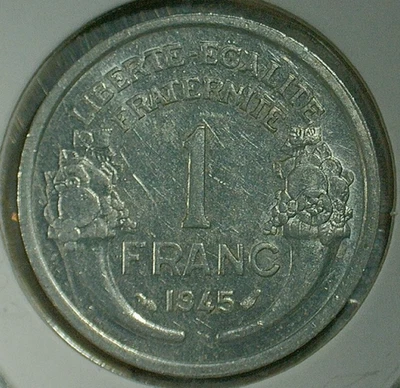 LIBERTE-EGALITE
FRATERNITE
1
FRANC
1945